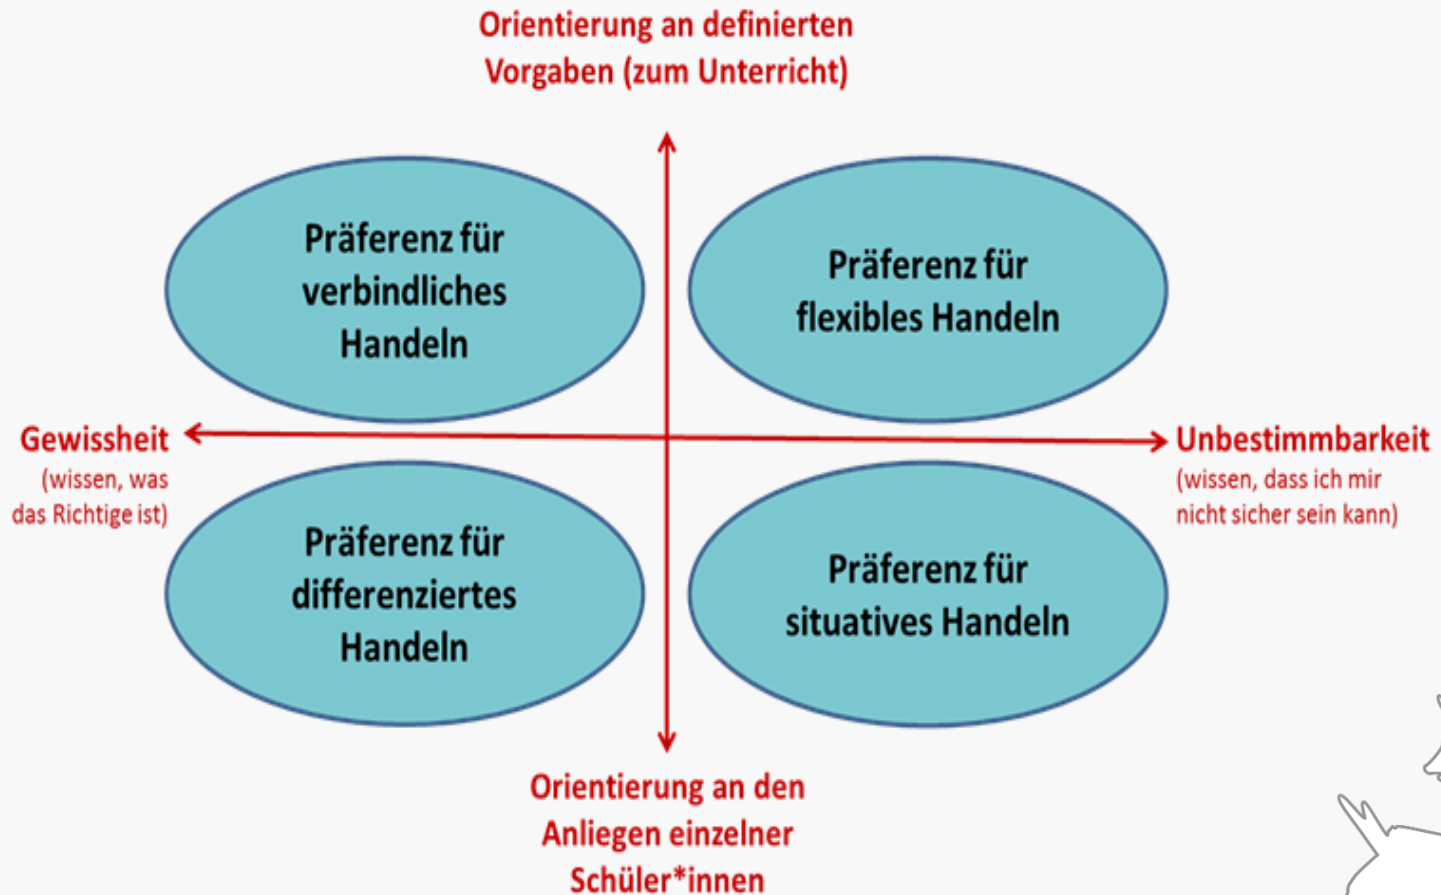 Orientierung an definierten
Vorgaben (zum Unterricht)
Präferenz für
verbindliches
Handeln
Präferenz für
flexibles Handeln
Gewissheit
(wissen, was
das Richtige ist)
Unbestimmbarkeit
(wissen, dass ich mir
nicht sicher sein kann)
Präferenz für
differenziertes
Handeln
Präferenz für
situatives Handeln
Orientierung an den
Anliegen einzelner
Schüler*innen